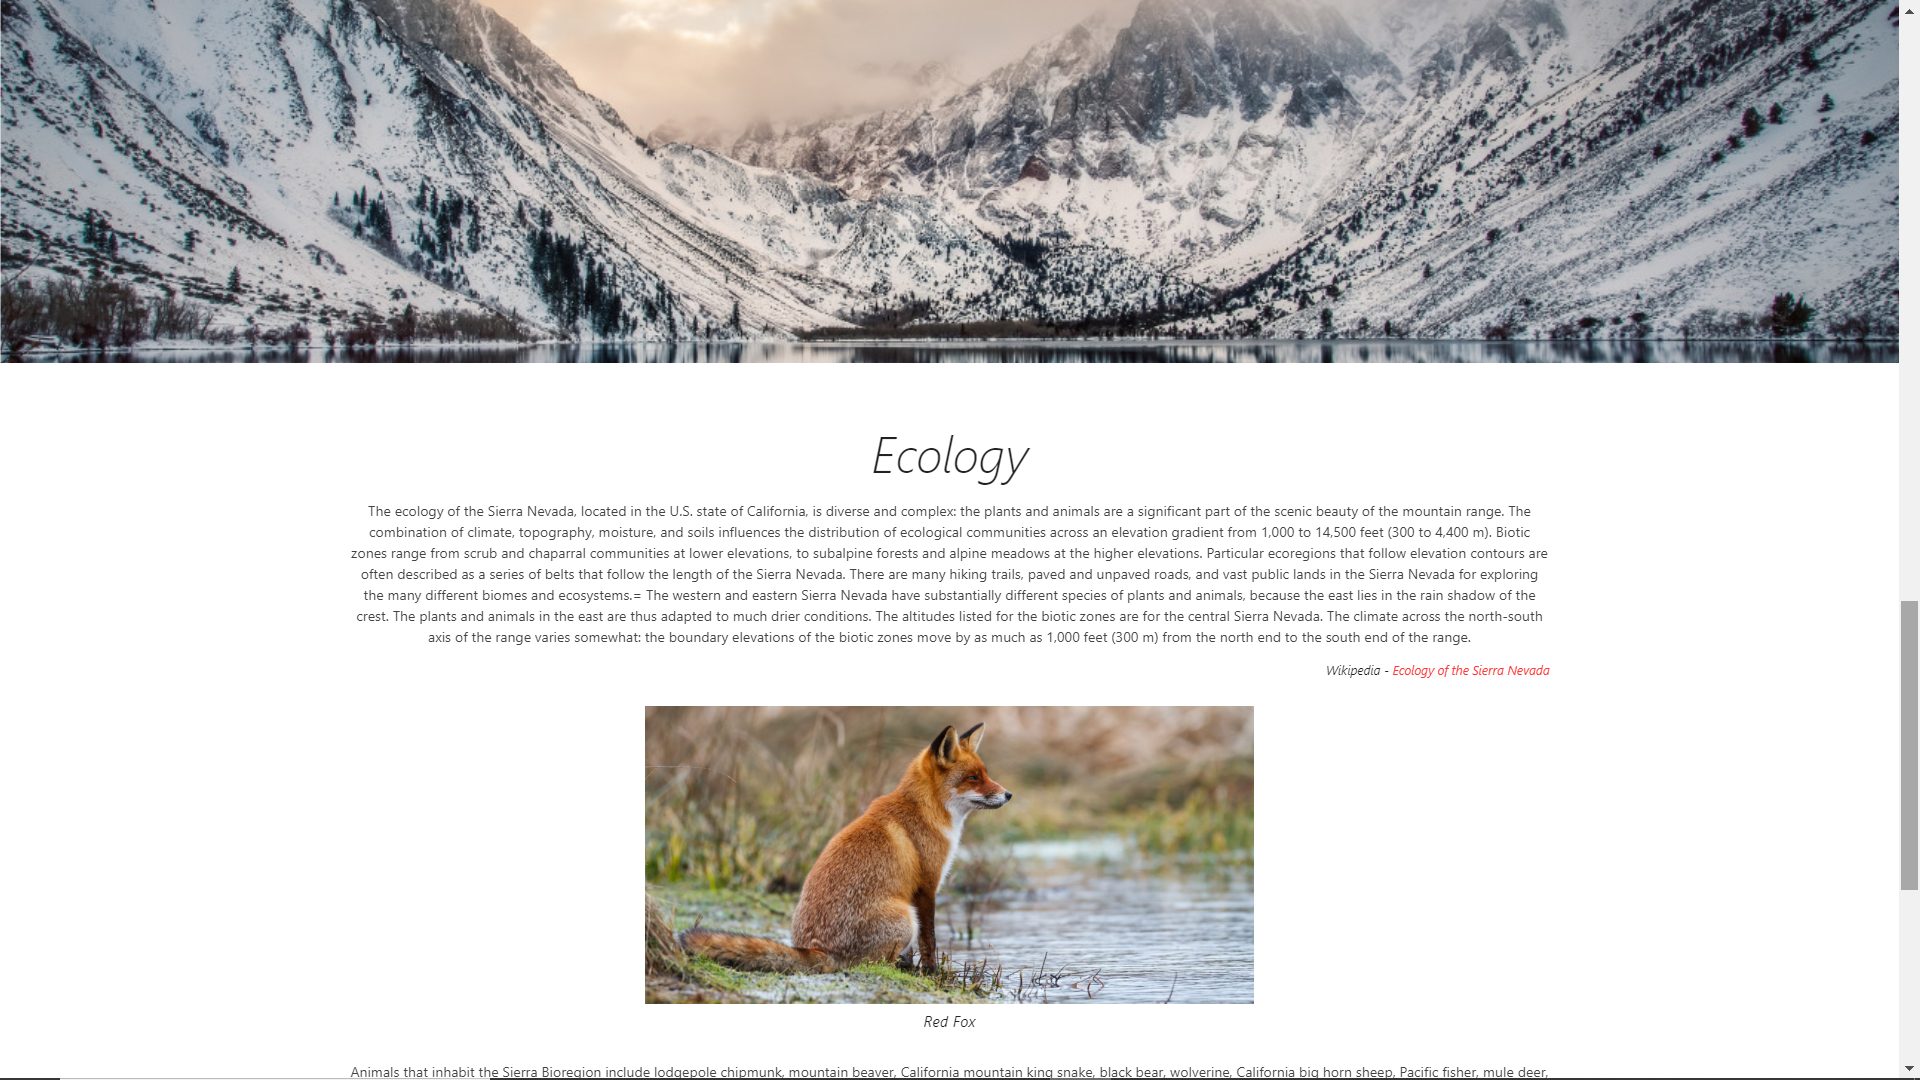 Ecology
The ecology of the Sierra Nevada, located in the U.S. state of California, is diverse and complex: the plants and animals are a significant part of the scenic beauty of the mountain range. The
combination of climate, topography, moisture, and soils influences the distribution of ecological communities across an elevation gradient from 1,000 to 14,500 feet (300 to 4,400 m). Biotic
zones range from scrub and chaparral communities at lower elevations, to subalpine forests and alpine meadows at the higher elevations. Particular ecoregions that follow elevation contours are
often described as a series of belts that follow the length of the Sierra Nevada. There are many hiking trails, paved and unpaved roads, and vast public lands in the Sierra Nevada for exploring
the many different biomes and ecosystems.= The western and eastern Sierra Nevada have substantially different species of plants and animals, because the east lies in the rain shadow of the
crest. The plants and animals in the east are thus adapted to much drier conditions. The altitudes listed for the biotic zones are for the central Sierra Nevada. The climate across the north-south
axis of the range varies somewhat: the boundary elevations of the biotic zones move by as much as 1,000 feet (300 m) from the north end to the south end of the range.
Wikipedia - Ecology of the Sierra Nevada
Red Fox
Animals that inhabit the Sierra Bioregion include lodgepole chipmunk, mountain beaver, California mountain king snake, black bear, wolverine, California big horn sheep, Pacific fisher, mule deer,